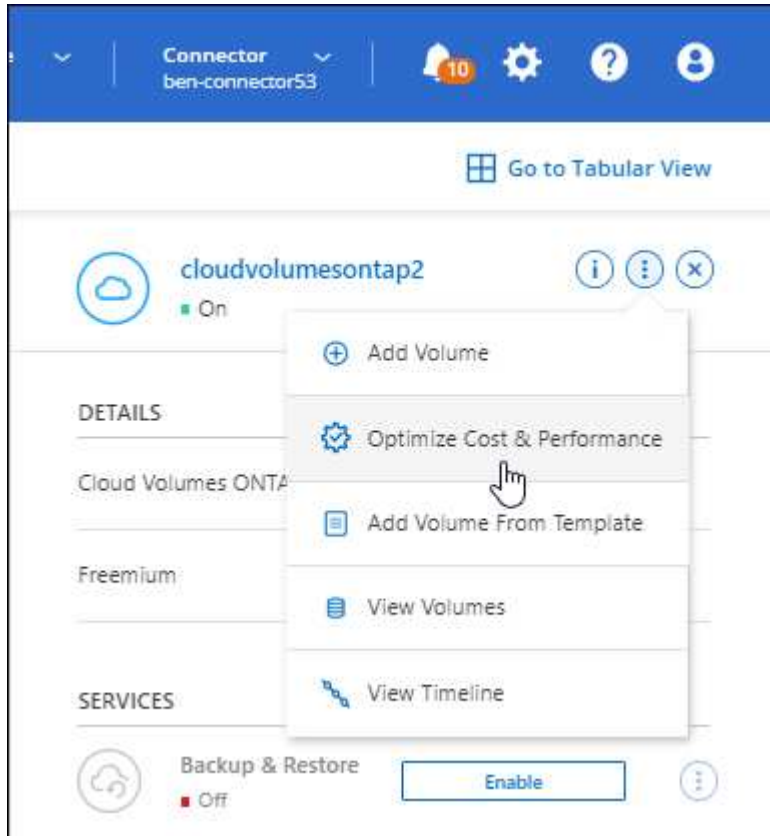 Connector
ben-connector53
10
Go to Tabular View
cloudvolumesontap2
On
Add Volume
DETAILS
Optimize Cost & Performance
Cloud Volumes ONTA
Add Volume From Template
Freemium
View Volumes
View Timeline
SERVICES
Backup & Restore
Off
Enable